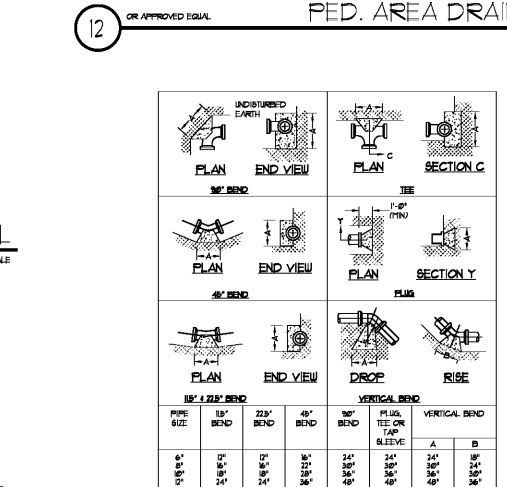 12
OR APPROVED EQUAL
PED. AREA DRAI
UNDISTURBED
EARTH
A
A
PLAN
END VIEW
90° BEND
A
C
A
PLAN
SECTION C
TEE
A
A
PLAN
END VIEW
45° BEND
1'-0"
(MIN)
Y
A
PLAN
SECTION Y
PLUG
A
A
PLAN
END VIEW
11.5° & 22.5° BEND
A
B
DROP
RISE
VERTICAL BEND
PIPE SIZE
11.5° BEND
22.5° BEND
45° BEND
90° BEND
PLUG, TEE OR TAP SLEEVE
VERTICAL BEND
A B
6" 12" 12" 16" 24" 24" 24" 18"
8" 16" 16" 22" 30" 30" 30" 24"
10" 18" 18" 28" 36" 36" 36" 30"
12" 24" 24" 36" 48" 48" 48" 36"